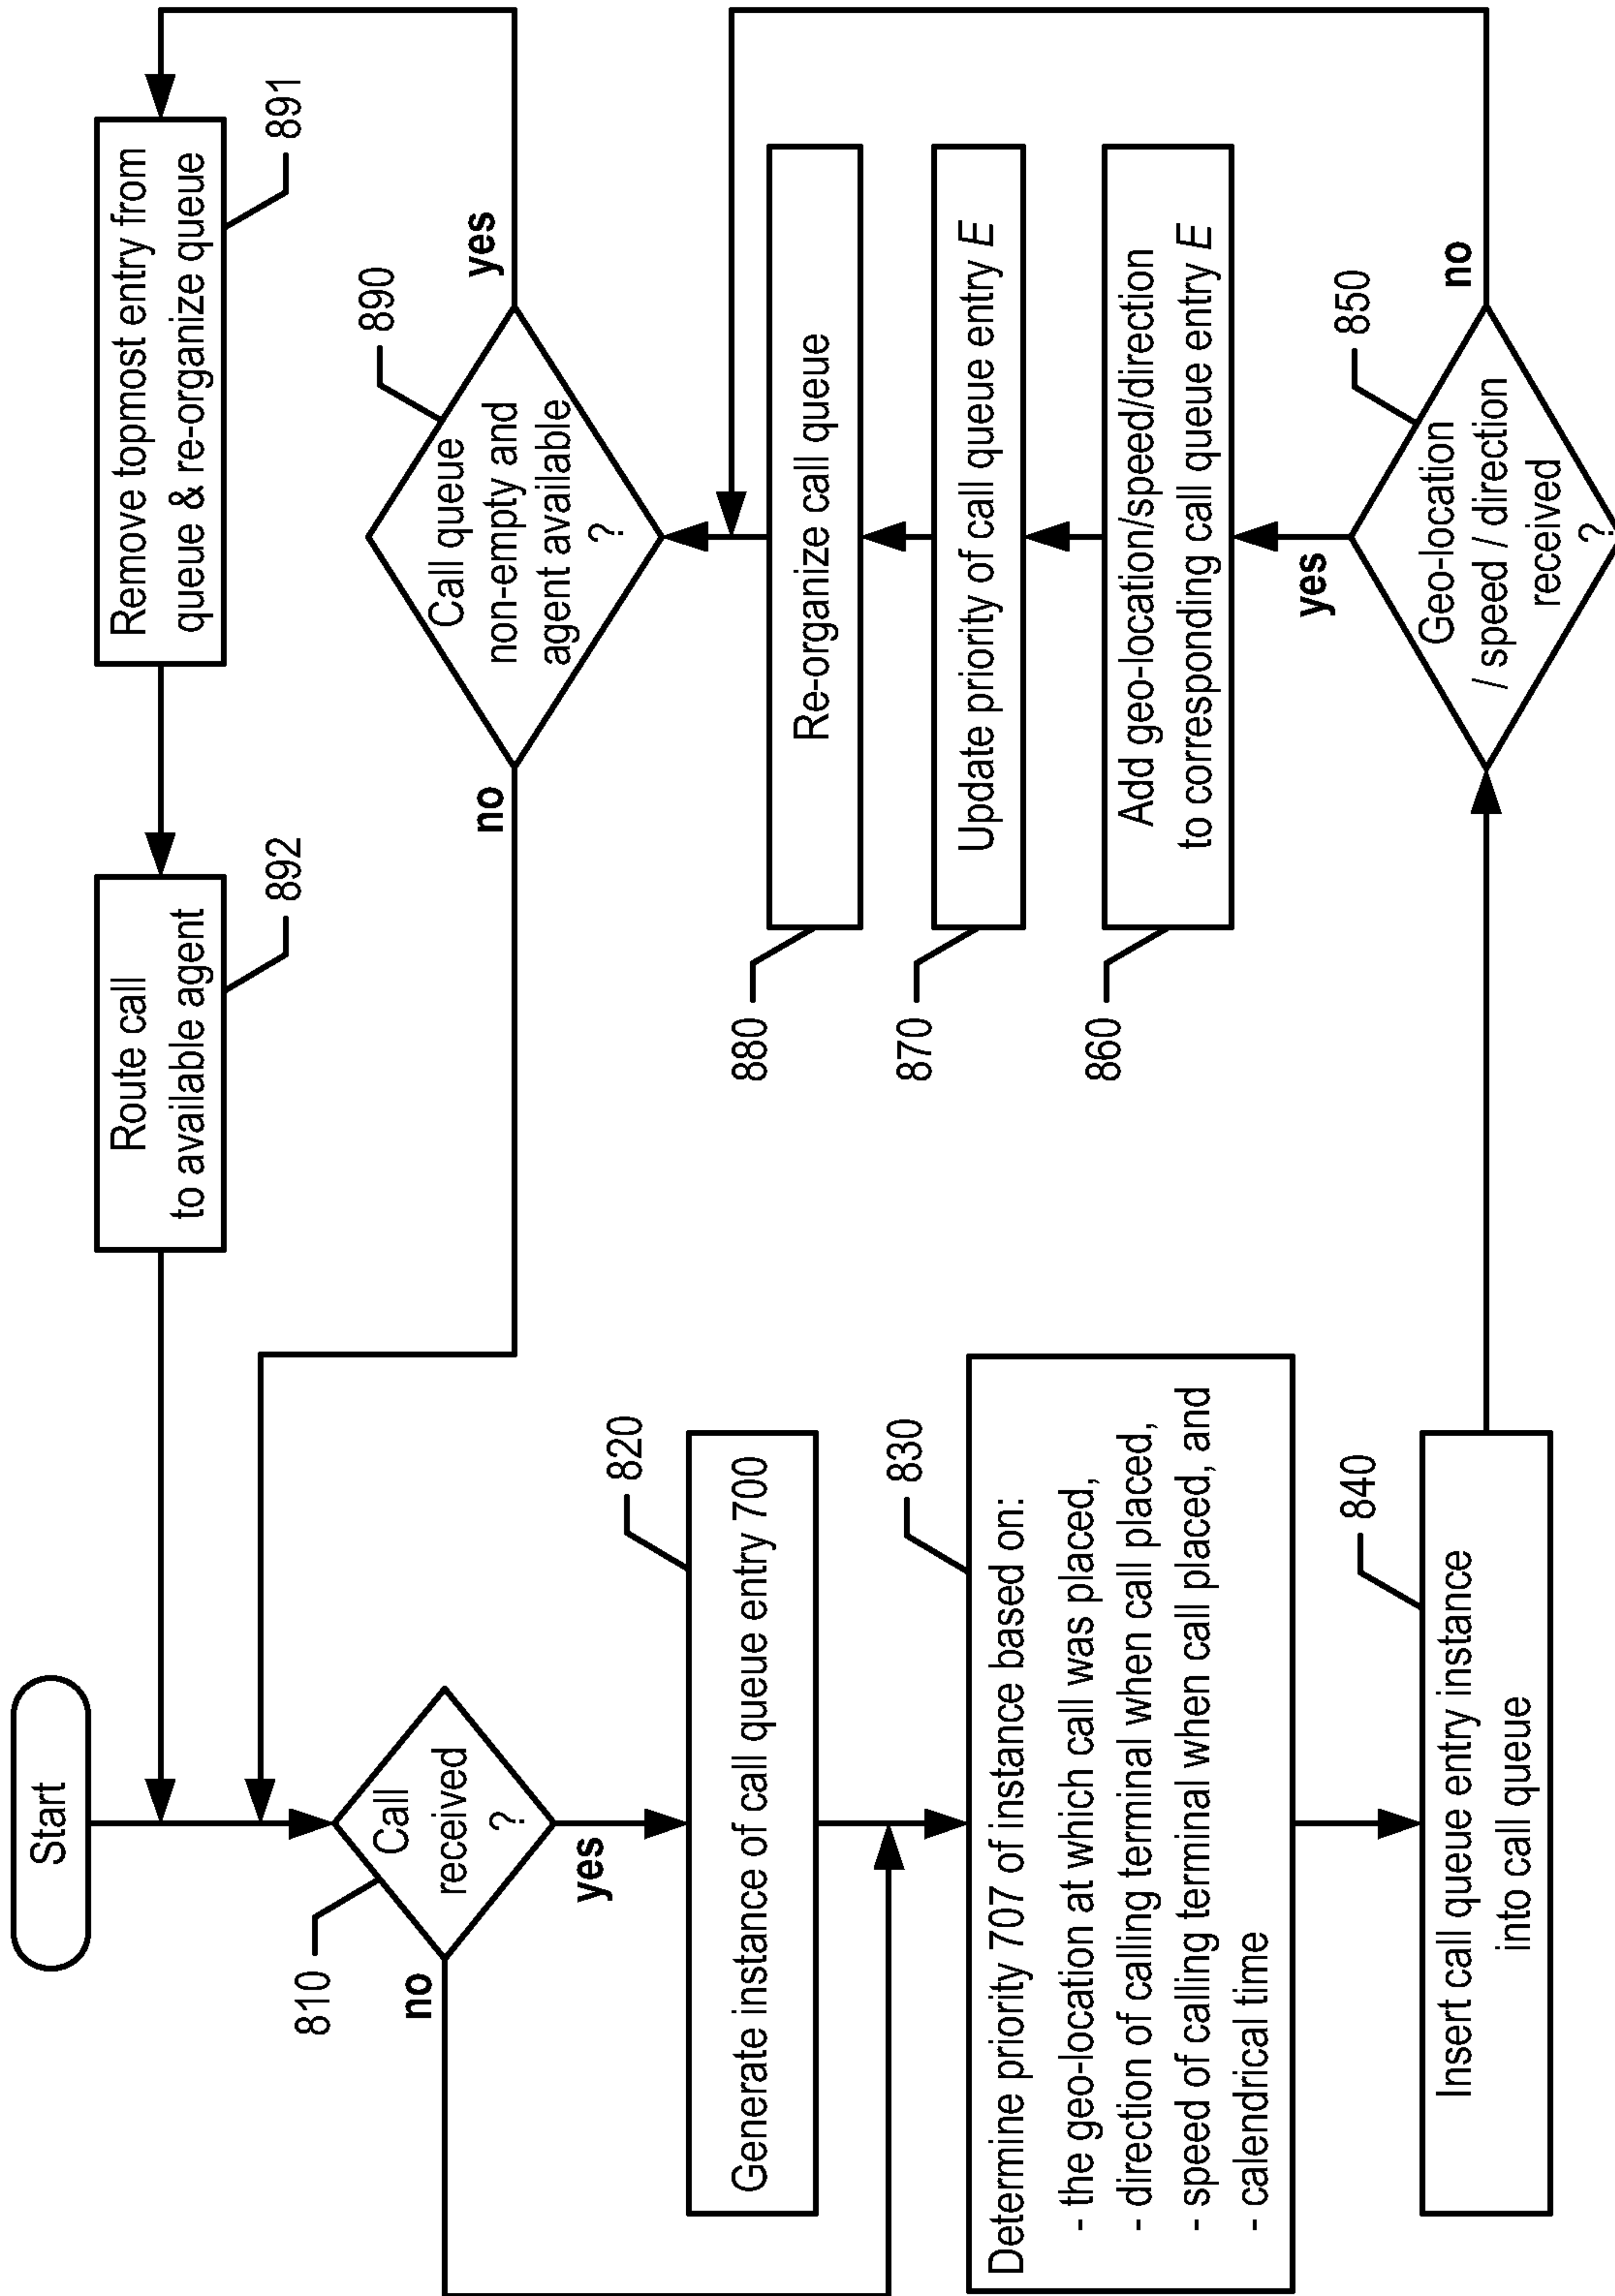 Start
Call
received
?
810
no
yes
Generate instance of call queue entry 700
820
Determine priority 707 of instance based on:
- the geo-location at which call was placed,
- direction of calling terminal when call placed,
- speed of calling terminal when call placed, and
- calendrical time
830
Insert call queue entry instance
into call queue
840
Geo-location
/ speed / direction
received
?
850
no
yes
Add geo-location/speed/direction
to corresponding call queue entry E
860
Update priority of call queue entry E
870
Re-organize call queue
880
Call queue
non-empty and
agent available
?
890
no
yes
Remove topmost entry from
queue & re-organize queue
891
Route call
to available agent
892